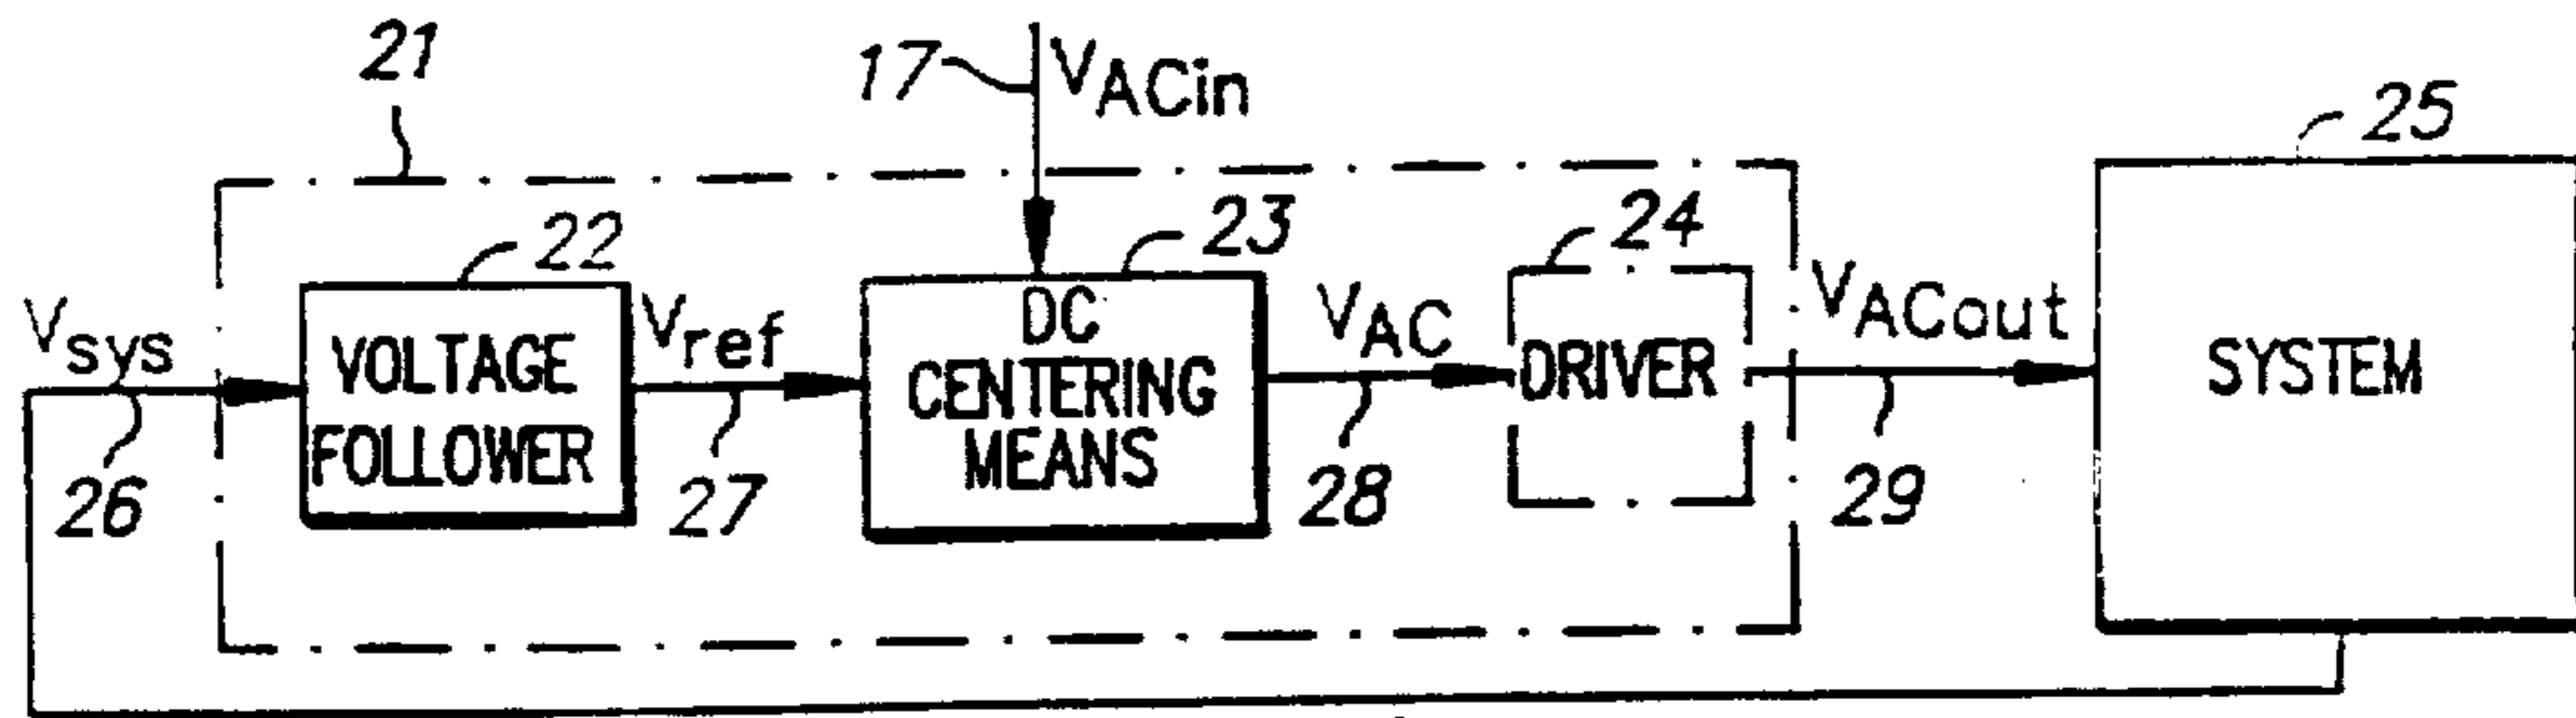 21
17
VACin
25
22
23
24
Vsys
VOLTAGE
FOLLOWER
Vref
DC
CENTERING
MEANS
VAC
DRIVER
VACout
SYSTEM
26
27
28
29